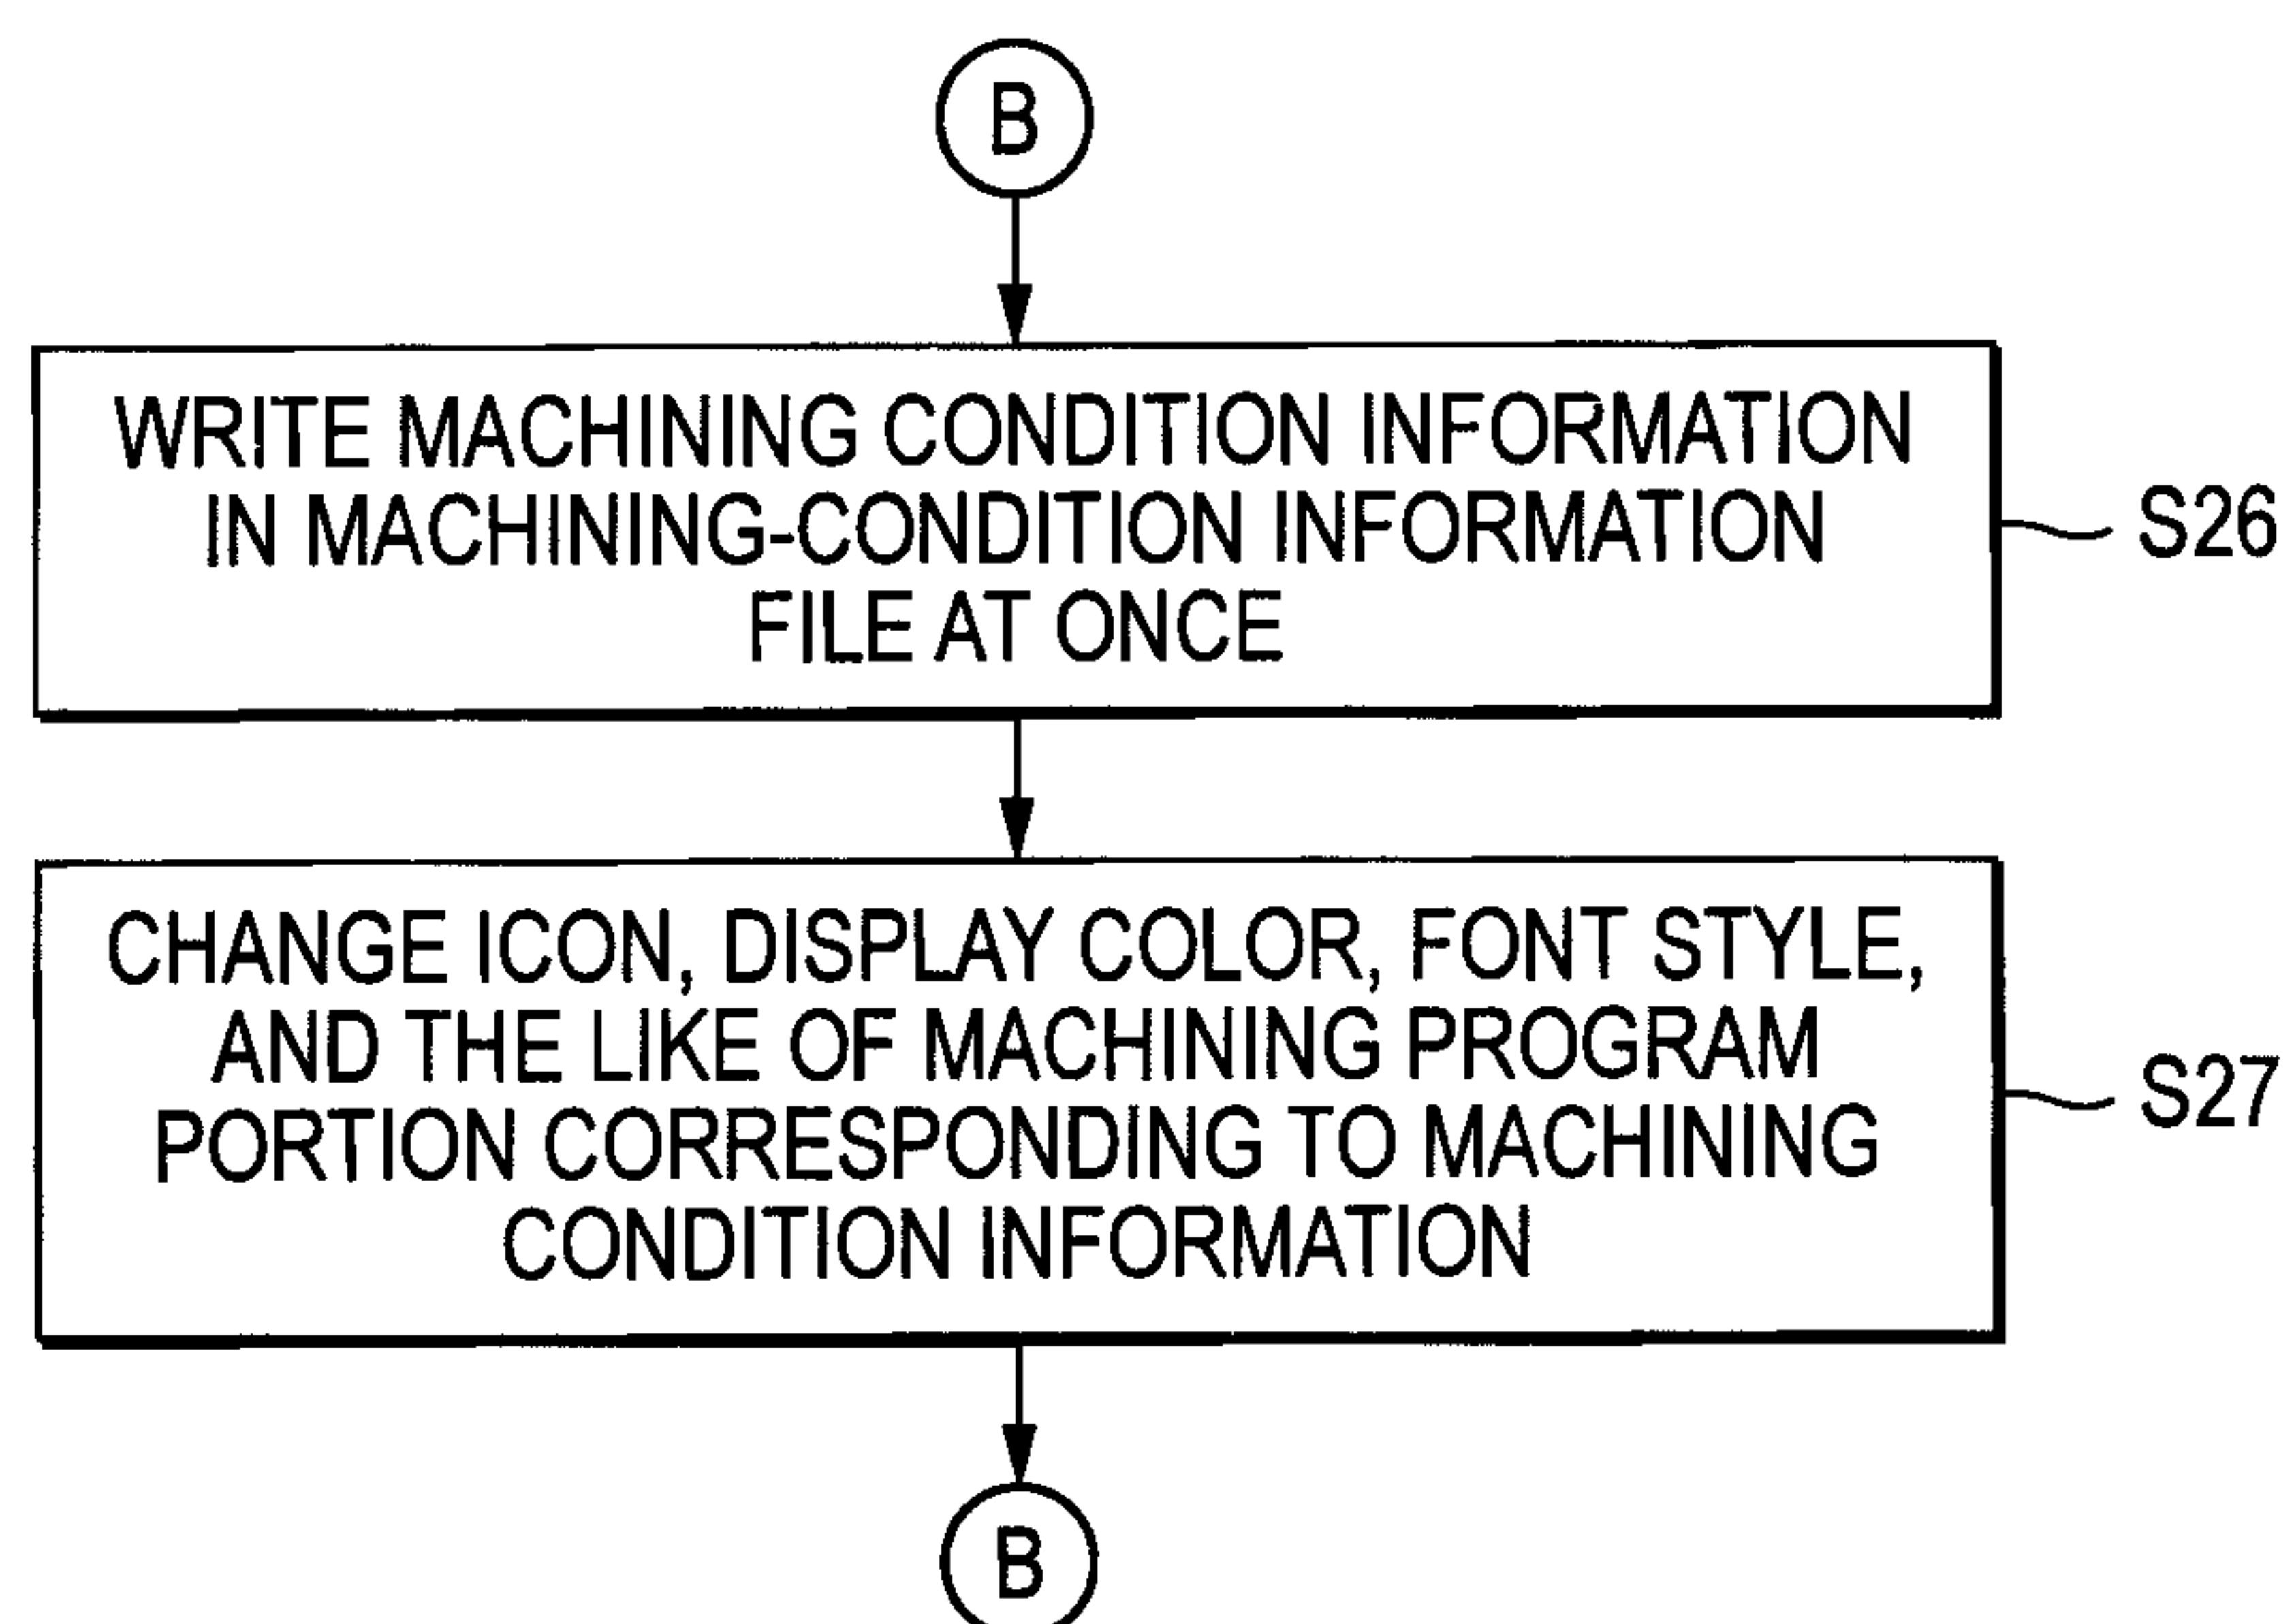 B
WRITE MACHINING CONDITION INFORMATION
IN MACHINING-CONDITION INFORMATION
FILE AT ONCE
S26
CHANGE ICON, DISPLAY COLOR, FONT STYLE,
AND THE LIKE OF MACHINING PROGRAM
PORTION CORRESPONDING TO MACHINING
CONDITION INFORMATION
S27
B